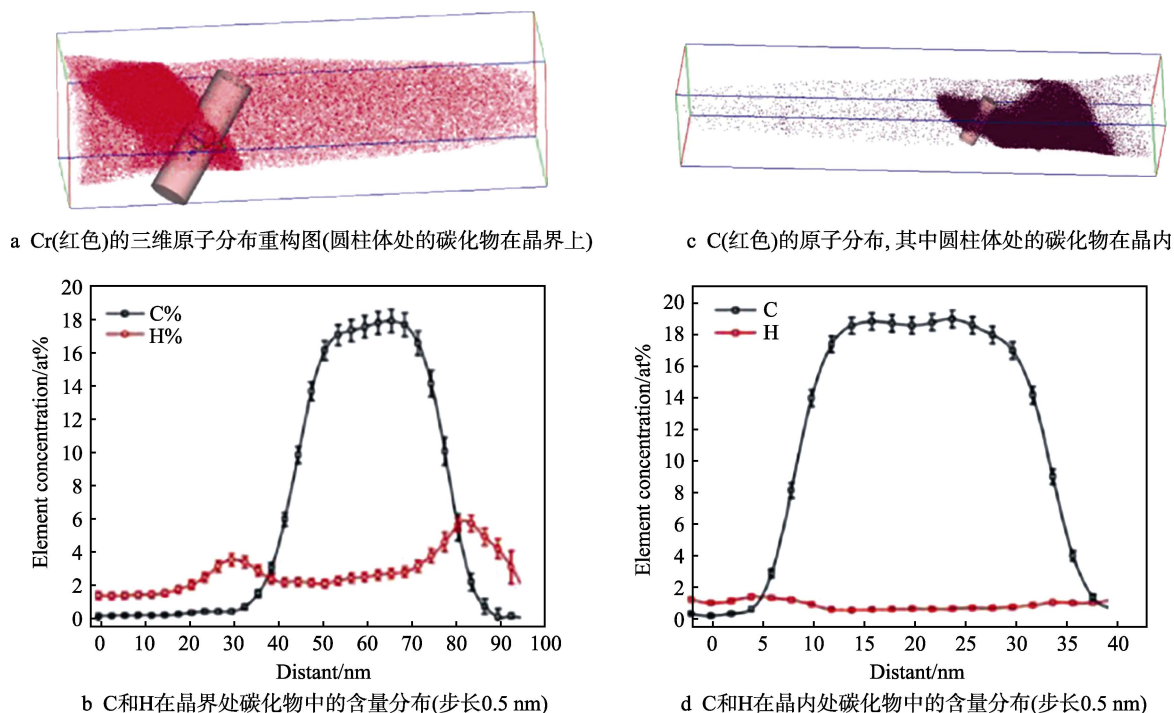 a Cr(红色)的三维原子分布重构图(圆柱体处的碳化物在晶界上)
c C(红色)的原子分布, 其中圆柱体处的碳化物在晶内
20
18
16
14
12
10
8
6
4
2
0
C%
H%
Element concentration/at%
0 10 20 30 40 50 60 70 80 90 100
Distant/nm
b C和H在晶界处碳化物中的含量分布(步长0.5 nm)
20
18
16
14
12
10
8
6
4
2
0
C
H
Element concentration/at%
0 5 10 15 20 25 30 35 40
Distant/nm
d C和H在晶内处碳化物中的含量分布(步长0.5 nm)